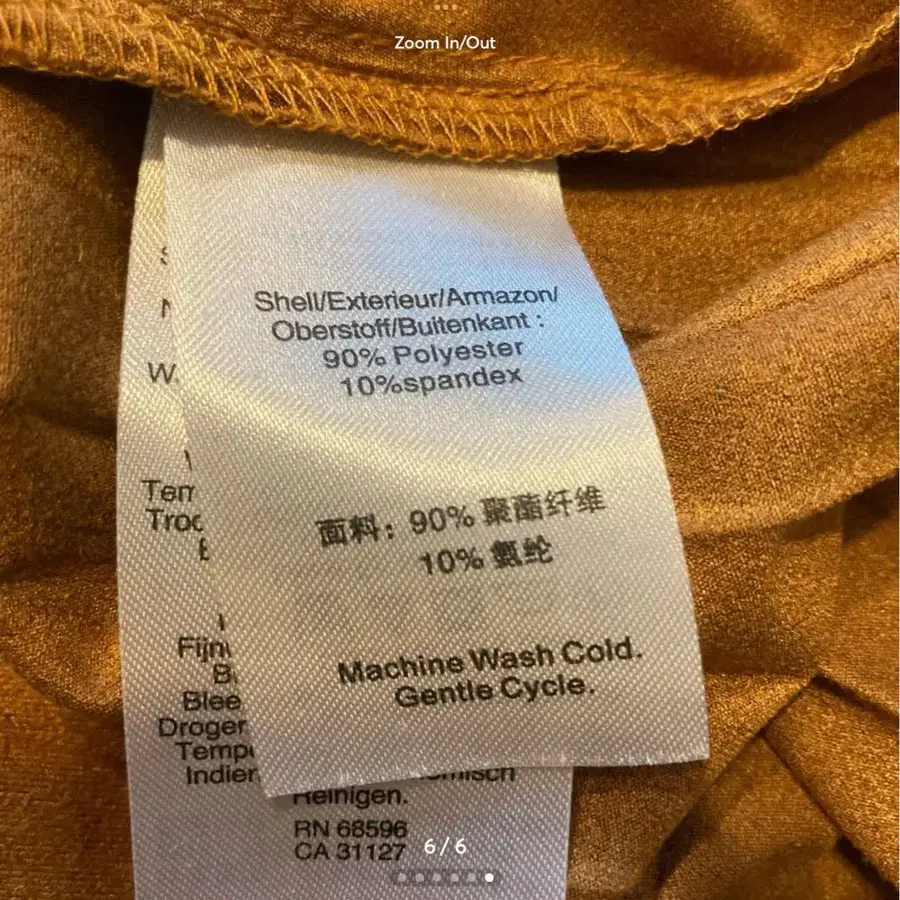 Zoom In/Out
Shell/Exterieur/Armazon/
Oberstoff/Buitenkant :
90% Polyester
10%spandex
面料：90% 聚酯纤维
10% 氨纶
Machine Wash Cold.
Gentle Cycle.
Reinigen.
RN 68596
CA 31127
6/6